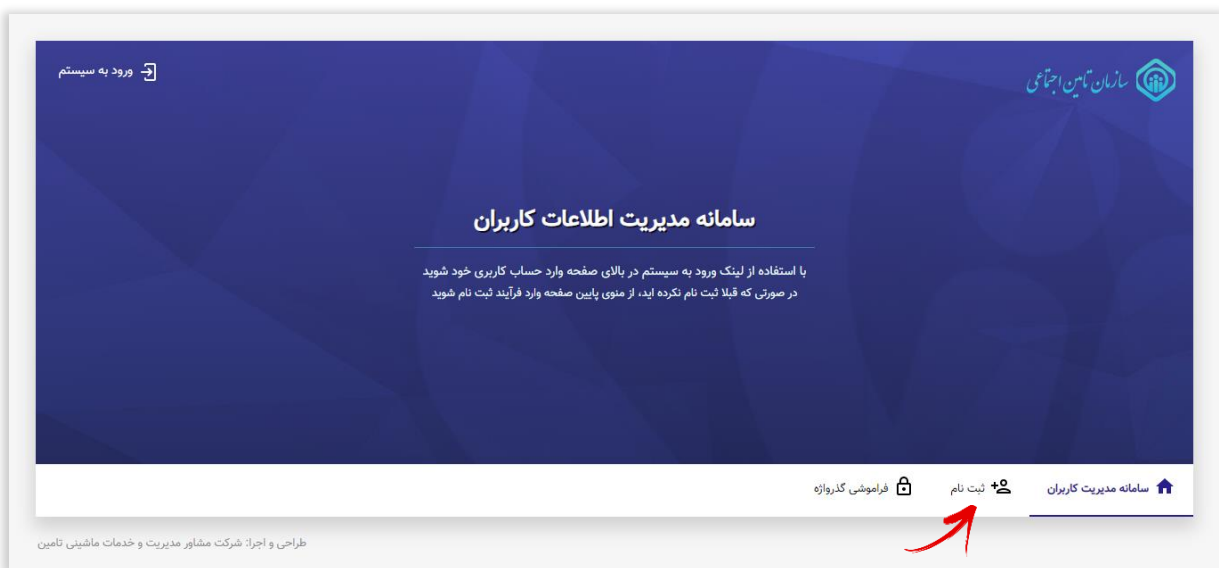 سازمان تامین اجتماعی
ورود به سیستم
سامانه مدیریت اطلاعات کاربران
با استفاده از لینک ورود به سیستم در بالای صفحه وارد حساب کاربری خود شوید
در صورتی که قبلا ثبت نام نکرده اید، از منوی پایین صفحه وارد فرآیند ثبت نام شوید
سامانه مدیریت کاربران
ثبت نام
فراموشی گذرواژه
طراحی و اجرا: شرکت مشاور مدیریت و خدمات ماشینی تامین